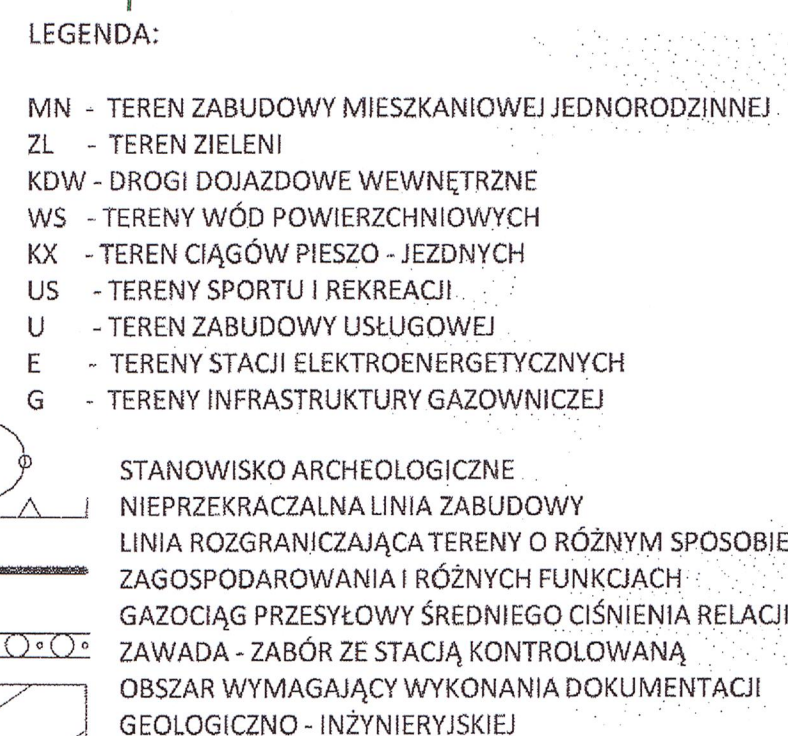 LEGENDA:
MN - TEREN ZABUDOWY MIESZKANIOWEJ JEDNORODZINNEJ
ZL - TEREN ZIELENI
KDW - DROGI DOJAZDOWE WEWNĘTRZNE
WS - TERENY WÓD POWIERZCHNIOWYCH
KX - TEREN CIĄGÓW PIESZO - JEZDNYCH
US - TERENY SPORTU I REKREACJI
U - TEREN ZABUDOWY USŁUGOWEJ
E - TERENY STACJI ELEKTROENERGETYCZNYCH
G - TERENY INFRASTRUKTURY GAZOWNICZEJ
STANOWISKO ARCHEOLOGICZNE
NIEPRZEKRACZALNA LINIA ZABUDOWY
LINIA ROZGRANICZAJĄCA TERENY O RÓŻNYM SPOSOBIE
ZAGOSPODAROWANIA I RÓŻNYCH FUNKCJACH
GAZOCIĄG PRZESYŁOWY ŚREDNIEGO CIŚNIENIA RELACJI
ZAWADA - ZABÓR ZE STACJĄ KONTROLOWANĄ
OBSZAR WYMAGAJĄCY WYKONANIA DOKUMENTACJI
GEOLOGICZNO - INŻYNIERYJSKIEJ